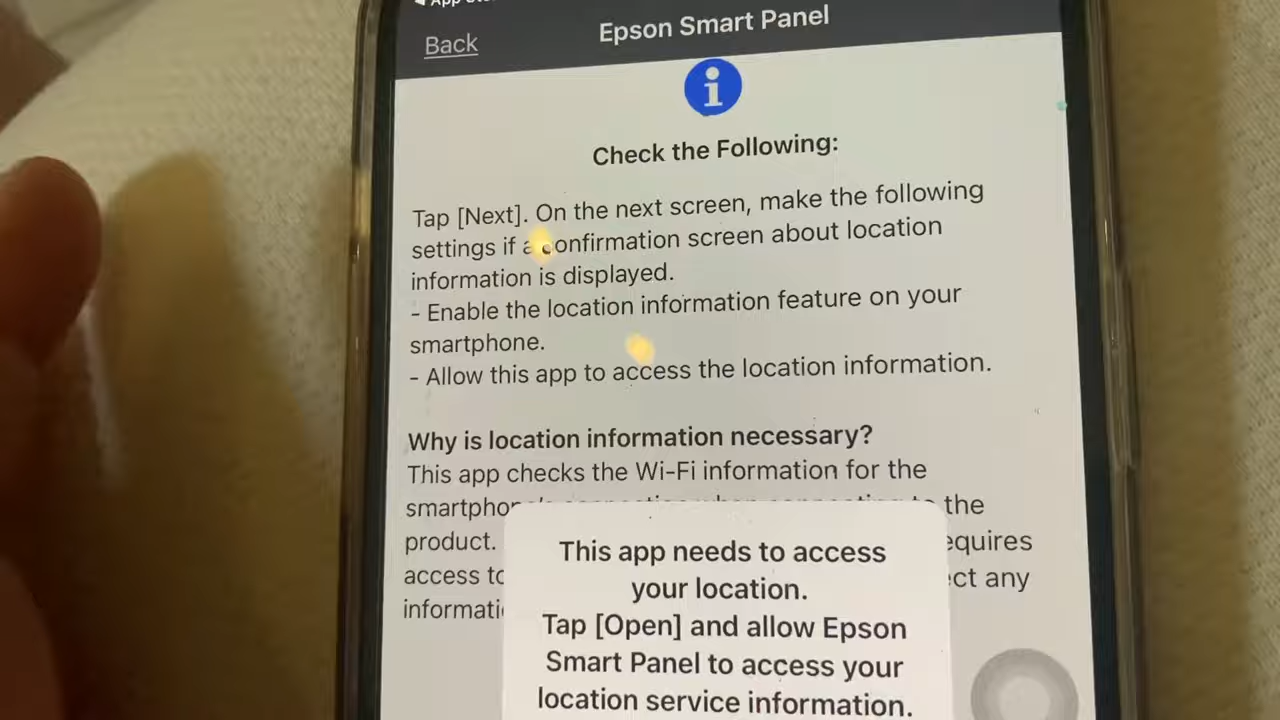 ◀ App
Back
Epson Smart Panel
Check the Following:
Tap [Next]. On the next screen, make the following
settings if a confirmation screen about location
information is displayed.
- Enable the location information feature on your
smartphone.
- Allow this app to access the location information.
Why is location information necessary?
This app checks the Wi-Fi information for the
the
product.
access
any
This app needs to access
your location.
Tap [Open] and allow Epson
Smart Panel to access your
location service information.